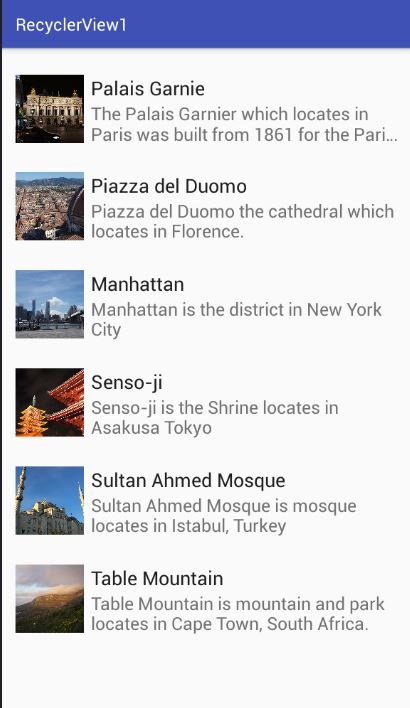 RecyclerView1
Palais Garnie
The Palais Garnier which locates in
Paris was built from 1861 for the Pari...
Piazza del Duomo
Piazza del Duomo the cathedral which
locates in Florence.
Manhattan
Manhattan is the district in New York
City
Senso-ji
Senso-ji is the Shrine locates in
Asakusa Tokyo
Sultan Ahmed Mosque
Sultan Ahmed Mosque is mosque
locates in Istabul, Turkey
Table Mountain
Table Mountain is mountain and park
locates in Cape Town, South Africa.